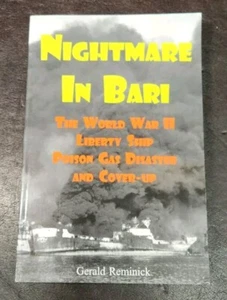 NIGHTMARE
IN BARI
THE WORLD WAR II
LIBERTY SHIP
POISON GAS DISASTER
AND COVER-UP
Gerald Reminick